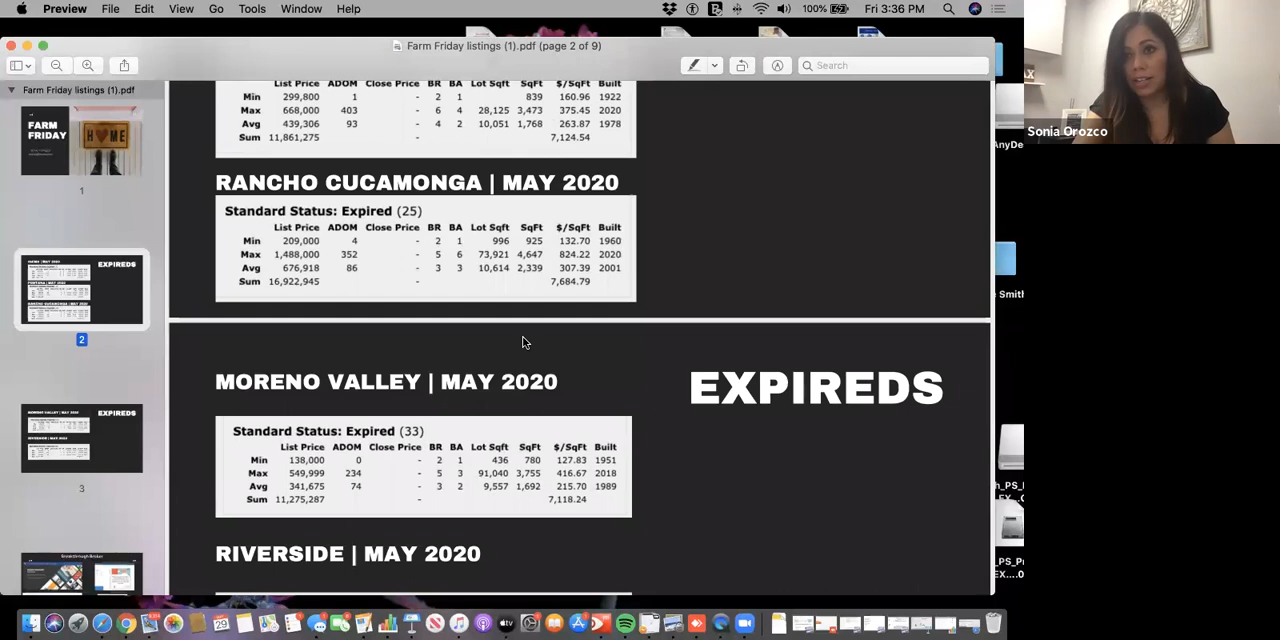 Preview File Edit View Go Tools Window Help 100% Fri 3:36 PM
Farm Friday listings (1).pdf (page 2 of 9)
Search
Farm Friday listings (1).pdf
FARM
FRIDAY
HOME
1
EXPIREDS
2
EXPIREDS
3
List Price ADOM Close Price BR BA Lot Sqft SqFt $/SqFt Built
Min 299,800 1 - 2 1 839 160.96 1922
Max 668,000 403 - 6 4 28,125 3,473 375.45 2020
Avg 439,306 93 - 4 2 10,051 1,768 263.87 1978
Sum 11,861,275 - 7,124.54
RANCHO CUCAMONGA | MAY 2020
Standard Status: Expired (25)
List Price ADOM Close Price BR BA Lot Sqft SqFt $/SqFt Built
Min 209,000 4 - 2 1 996 925 132.70 1960
Max 1,488,000 352 - 5 6 73,921 4,647 824.22 2020
Avg 676,918 86 - 3 3 10,614 2,339 307.39 2001
Sum 16,922,945 - 7,684.79
MORENO VALLEY | MAY 2020
EXPIREDS
Standard Status: Expired (33)
List Price ADOM Close Price BR BA Lot Sqft SqFt $/SqFt Built
Min 138,000 0 - 2 1 436 780 127.83 1951
Max 549,999 234 - 5 3 91,040 3,755 416.67 2018
Avg 341,675 74 - 3 2 9,557 1,692 215.70 1989
Sum 11,275,287 - 7,118.24
RIVERSIDE | MAY 2020
Sonia Orozco
AnyDe
Smith
29